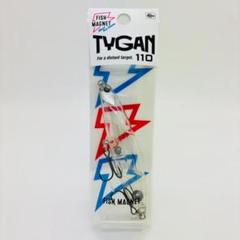 FISH
MAGNET
TYGAN
For a distant target. 110
FISH MAGNET